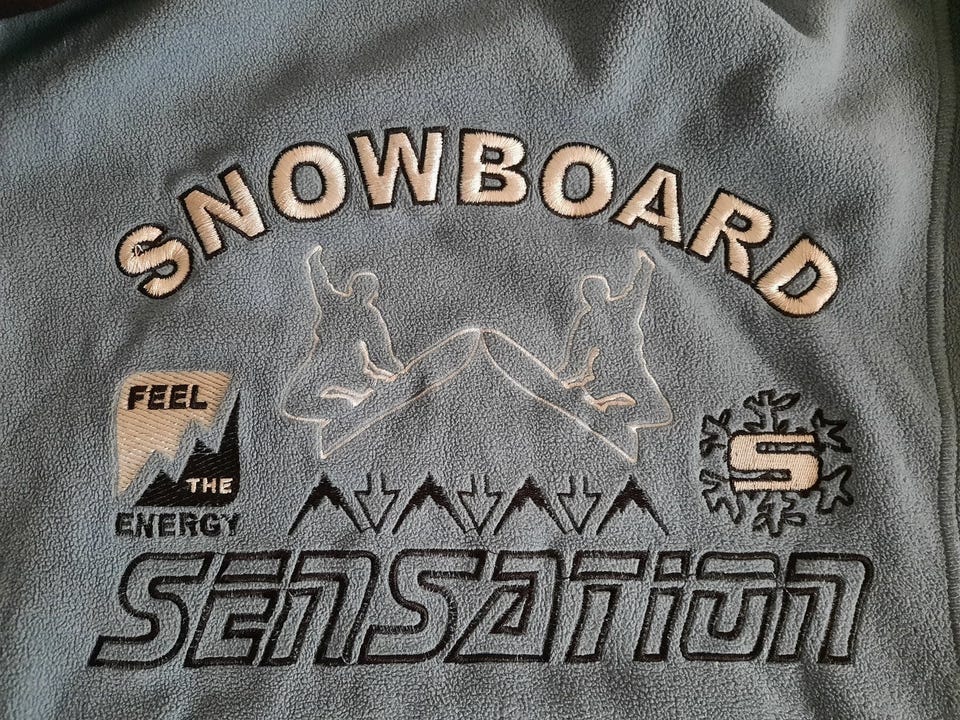 SNOWBOARD
FEEL
THE
ENERGY
S
SENSATION